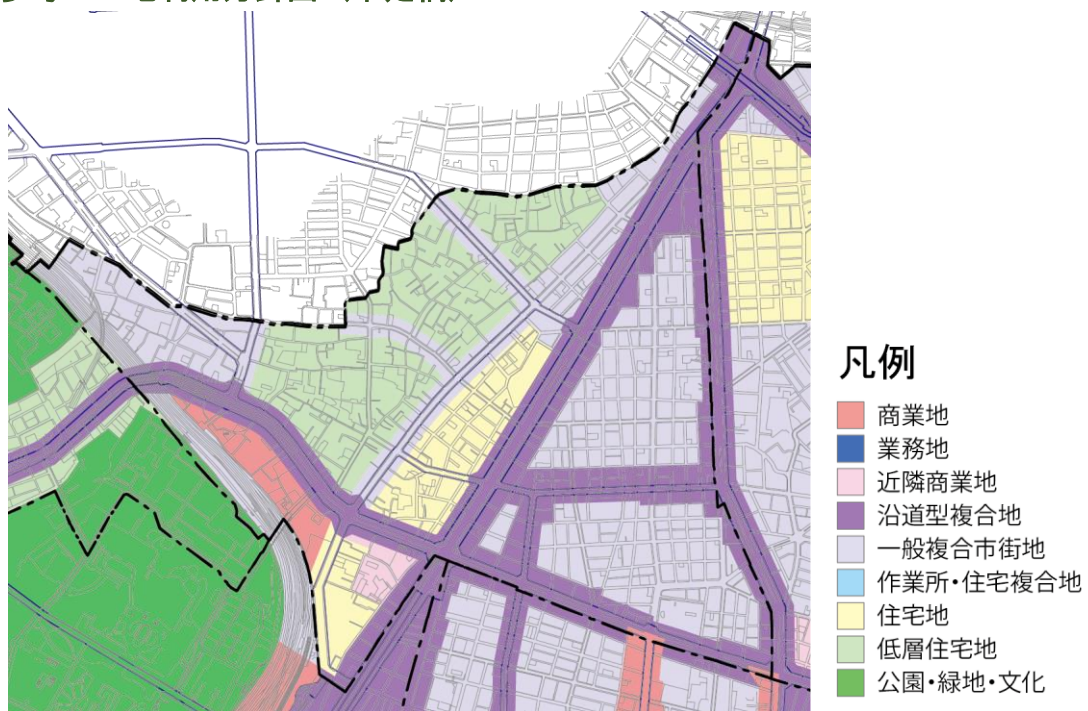 凡例
商業地
業務地
近隣商業地
沿道型複合地
一般複合市街地
作業所・住宅複合地
住宅地
低層住宅地
公園・緑地・文化